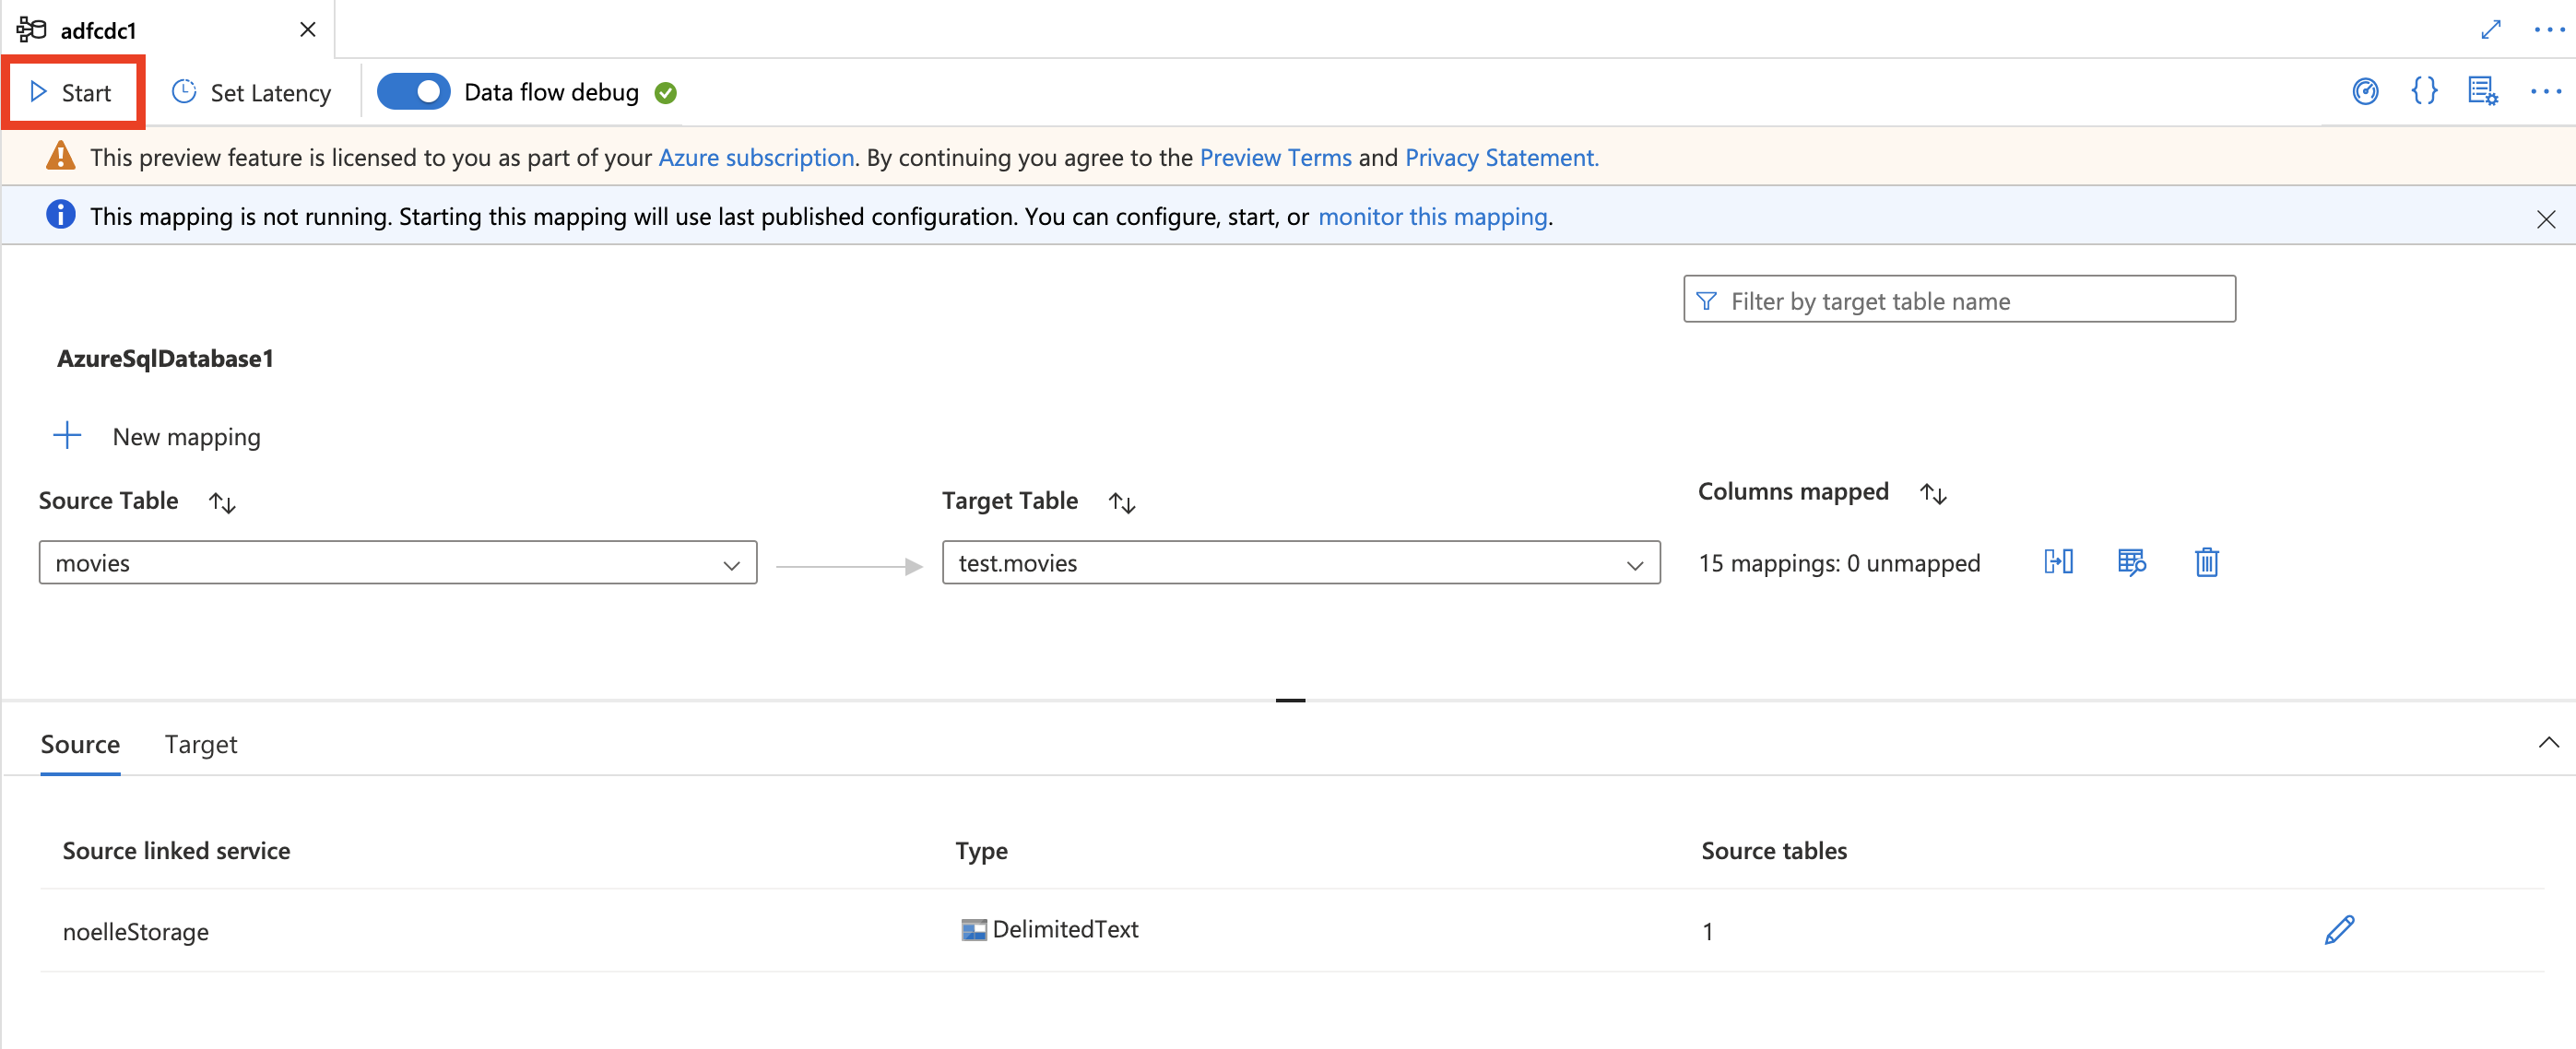 adfcdc1
Start
Set Latency
Data flow debug
This preview feature is licensed to you as part of your Azure subscription. By continuing you agree to the Preview Terms and Privacy Statement.
This mapping is not running. Starting this mapping will use last published configuration. You can configure, start, or monitor this mapping.
Filter by target table name
AzureSqlDatabase1
New mapping
Source Table
Target Table
Columns mapped
movies
test.movies
15 mappings: 0 unmapped
Source
Target
Source linked service
Type
Source tables
noelleStorage
DelimitedText
1